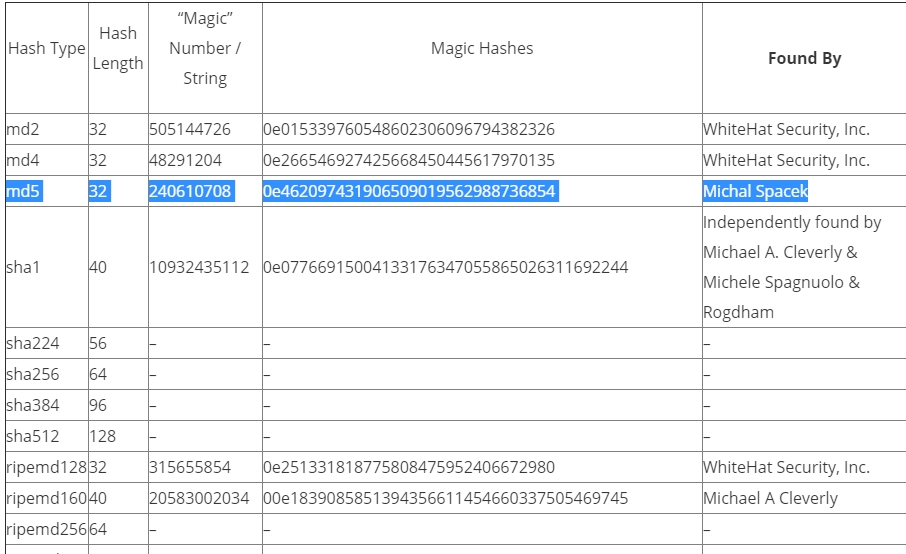 Hash Type Hash Length “Magic” Number / String Magic Hashes Found By
md2 32 505144726 0e015339760548602306096794382326 WhiteHat Security, Inc.
md4 32 48291204 0e266546927425668450445617970135 WhiteHat Security, Inc.
md5 32 240610708 0e462097431906509019562988736854 Michal Spacek
sha1 40 10932435112 0e07766915004133176347055865026311692244 Independently found by Michael A. Cleverly & Michele Spagnuolo & Rogdham
sha224 56 – – –
sha256 64 – – –
sha384 96 – – –
sha512 128 – – –
ripemd128 32 315655854 0e251331818775808475952406672980 WhiteHat Security, Inc.
ripemd160 40 20583002034 00e1839085851394356611454660337505469745 Michael A Cleverly
ripemd256 64 – – –